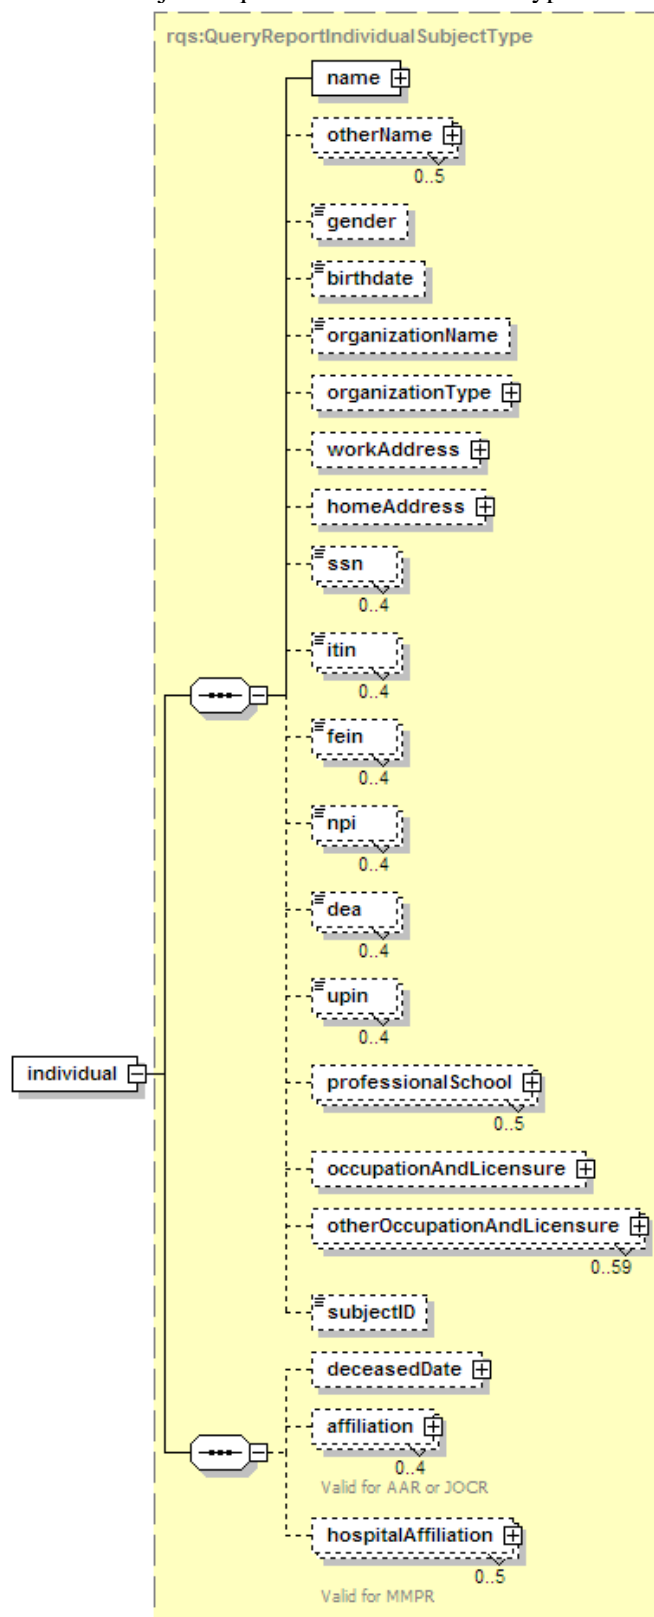 rqs:QueryReportIndividualSubjectType
name
otherName
0..5
gender
birthdate
organizationName
organizationType
workAddress
homeAddress
ssn
0..4
itin
0..4
fein
0..4
npi
0..4
dea
0..4
upin
0..4
individual
professionalSchool
0..5
occupationAndLicensure
otherOccupationAndLicensure
0..59
subjectID
deceasedDate
affiliation
0..4
Valid for AAR or JOCR
hospitalAffiliation
0..5
Valid for MMPR